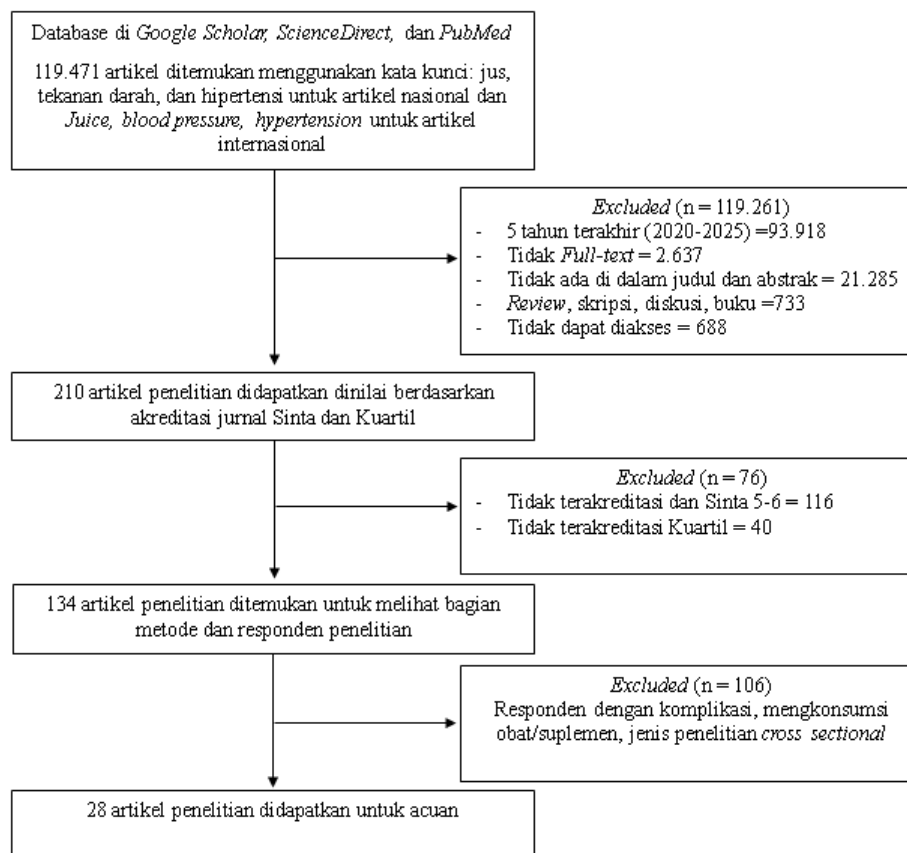 Database di Google Scholar, ScienceDirect, dan PubMed
119.471 artikel ditemukan menggunakan kata kunci: jus,
tekanan darah, dan hipertensi untuk artikel nasional dan
Juice, blood pressure, hypertension untuk artikel
internasional
Excluded (n = 119.261)
- 5 tahun terakhir (2020-2025) =93.918
- Tidak Full-text = 2.637
- Tidak ada di dalam judul dan abstrak = 21.285
- Review, skripsi, diskusi, buku =733
- Tidak dapat diakses = 688
210 artikel penelitian didapatkan dinilai berdasarkan
akreditasi jurnal Sinta dan Kuartil
Excluded (n = 76)
- Tidak terakreditasi dan Sinta 5-6 = 116
- Tidak terakreditasi Kuartil = 40
134 artikel penelitian ditemukan untuk melihat bagian
metode dan responden penelitian
Excluded (n = 106)
Responden dengan komplikasi, mengkonsumsi
obat/suplemen, jenis penelitian cross sectional
28 artikel penelitian didapatkan untuk acuan